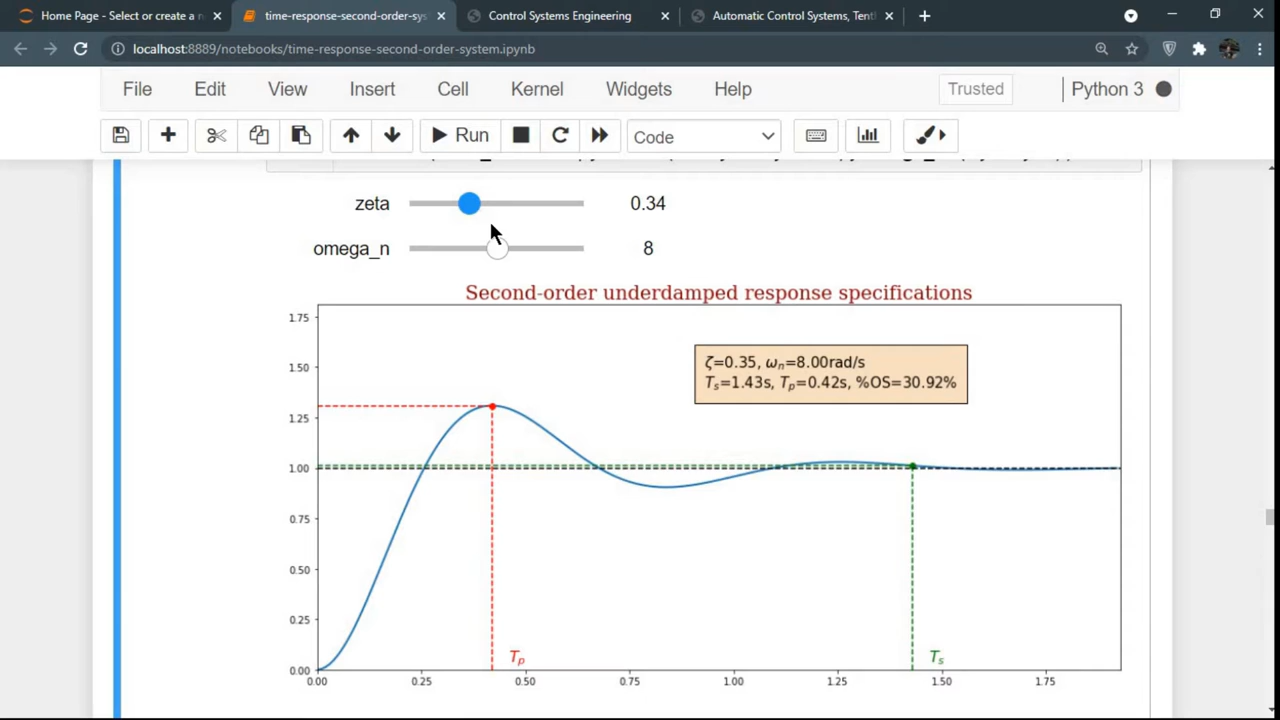 Home Page - Select or create a n
time-response-second-order-sy
Control Systems Engineering
Automatic Control Systems, Tent
localhost:8889/notebooks/time-response-second-order-system.ipynb
File Edit View Insert Cell Kernel Widgets Help Trusted Python 3
Run Code
zeta 0.34
omega_n 8
Second-order underdamped response specifications
1.75
ζ=0.35, ωn=8.00rad/s
1.50
Ts=1.43s, Tp=0.42s, %OS=30.92%
1.25
1.00
0.75
0.50
0.25
Tp Ts
0.00
0.00 0.25 0.50 0.75 1.00 1.25 1.50 1.75